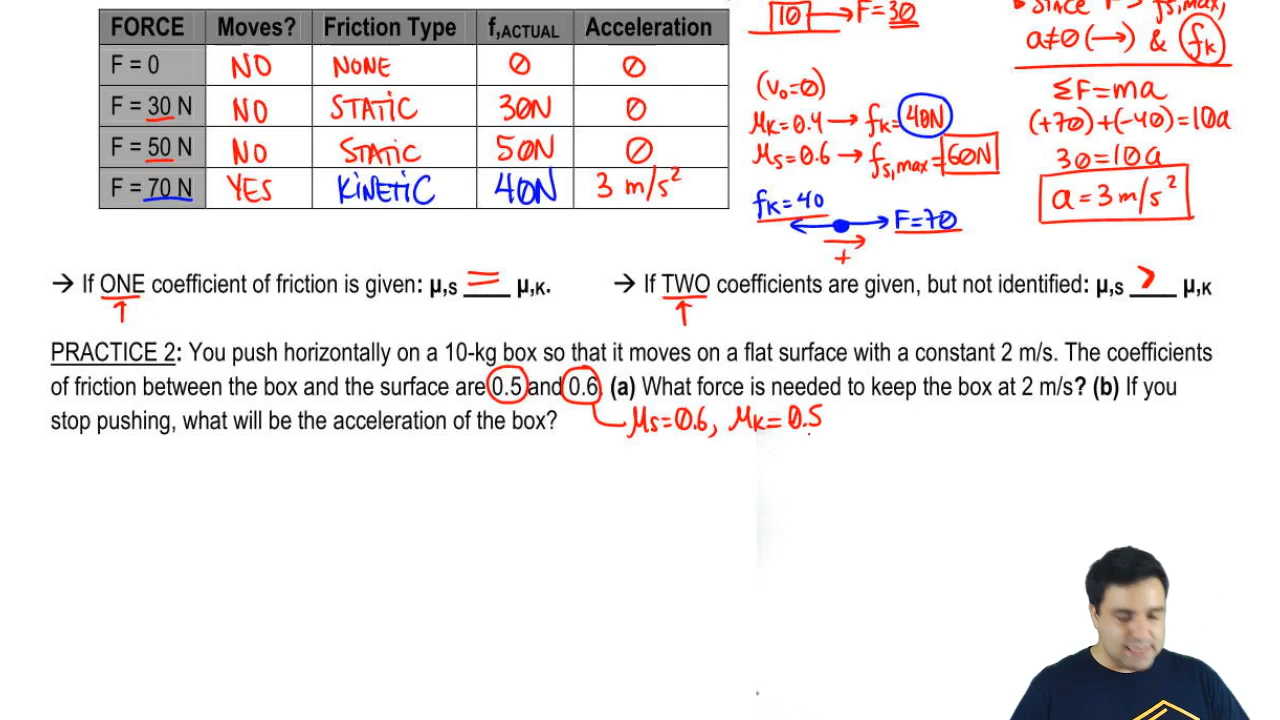 FORCE Moves? Friction Type f,ACTUAL Acceleration
F = 0 NO NONE 0 0
F = 30 N NO STATIC 30N 0
F = 50 N NO STATIC 50N 0
F = 70 N YES KINETIC 40N 3 m/s²
10 F = 30
(v₀=0)
μK=0.4 → fK= 40N
μS=0.6 → fs,max = 60N
fK=40
F=70
+
a≠0 (→) & fK
ΣF=ma
(+70)+(-40)=10a
30=10a
a=3m/s²
→ If ONE coefficient of friction is given: μ,S = μ,K.
→ If TWO coefficients are given, but not identified: μ,S > μ,K
PRACTICE 2: You push horizontally on a 10-kg box so that it moves on a flat surface with a constant 2 m/s. The coefficients
of friction between the box and the surface are 0.5 and 0.6. (a) What force is needed to keep the box at 2 m/s? (b) If you
stop pushing, what will be the acceleration of the box?
μS=0.6, μK=0.5